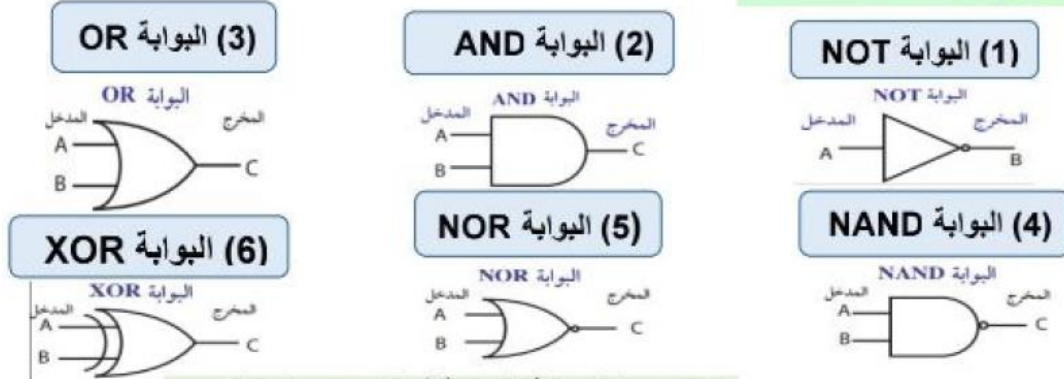 (1) البوابة NOT
البوابة NOT
المدخل
المخرج
A
B
(2) البوابة AND
البوابة AND
المدخل
المخرج
A
B
C
(3) البوابة OR
البوابة OR
المدخل
المخرج
A
B
C
(4) البوابة NAND
البوابة NAND
المدخل
المخرج
A
B
C
(5) البوابة NOR
البوابة NOR
المدخل
المخرج
A
B
C
(6) البوابة XOR
البوابة XOR
المدخل
المخرج
A
B
C